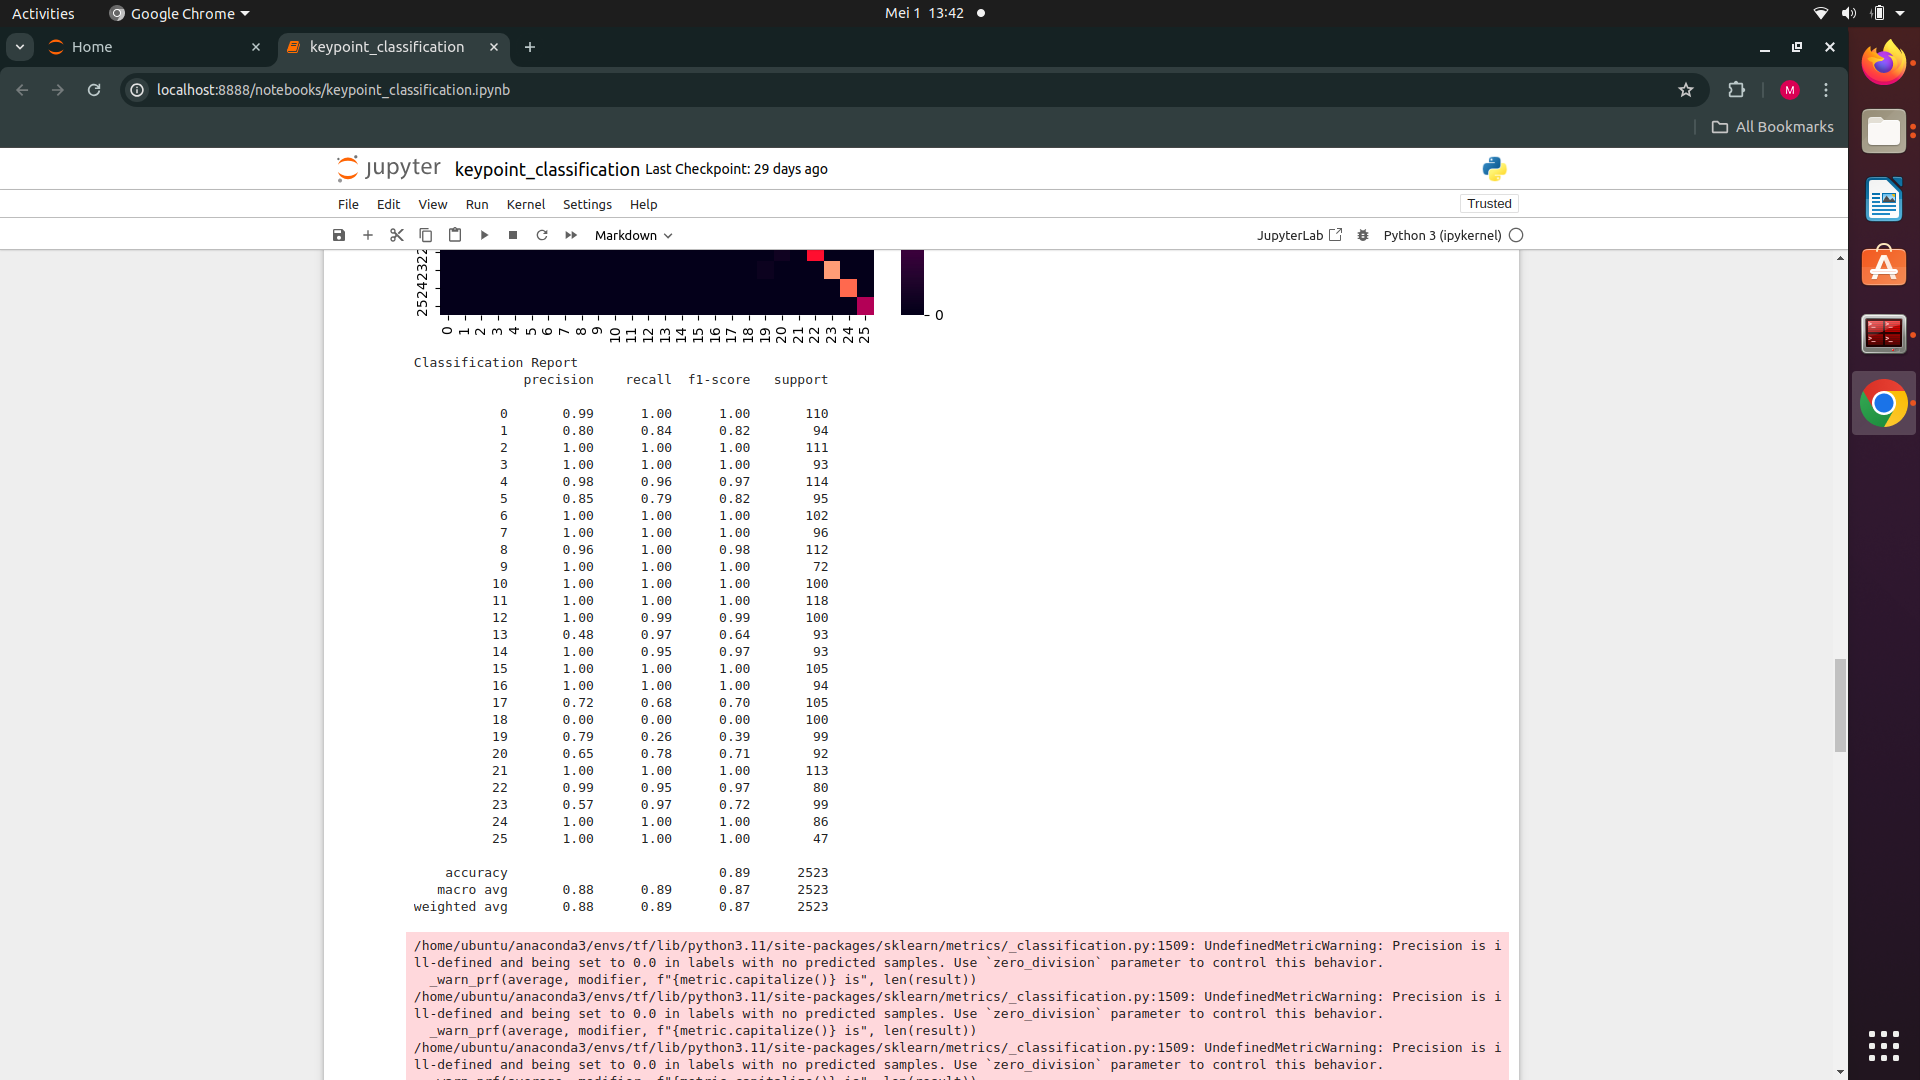 Activities Google Chrome Mei 1 13:42
Home keypoint_classification
localhost:8888/notebooks/keypoint_classification.ipynb M
All Bookmarks
jupyter keypoint_classification Last Checkpoint: 29 days ago
File Edit View Run Kernel Settings Help Trusted
Markdown JupyterLab Python 3 (ipykernel)
22
23
24
25
0
0 1 2 3 4 5 6 7 8 9 10 11 12 13 14 15 16 17 18 19 20 21 22 23 24 25
Classification Report
precision recall f1-score support
0 0.99 1.00 1.00 110
1 0.80 0.84 0.82 94
2 1.00 1.00 1.00 111
3 1.00 1.00 1.00 93
4 0.98 0.96 0.97 114
5 0.85 0.79 0.82 95
6 1.00 1.00 1.00 102
7 1.00 1.00 1.00 96
8 0.96 1.00 0.98 112
9 1.00 1.00 1.00 72
10 1.00 1.00 1.00 100
11 1.00 1.00 1.00 118
12 1.00 0.99 0.99 100
13 0.48 0.97 0.64 93
14 1.00 0.95 0.97 93
15 1.00 1.00 1.00 105
16 1.00 1.00 1.00 94
17 0.72 0.68 0.70 105
18 0.00 0.00 0.00 100
19 0.79 0.26 0.39 99
20 0.65 0.78 0.71 92
21 1.00 1.00 1.00 113
22 0.99 0.95 0.97 80
23 0.57 0.97 0.72 99
24 1.00 1.00 1.00 86
25 1.00 1.00 1.00 47
accuracy 0.89 2523
macro avg 0.88 0.89 0.87 2523
weighted avg 0.88 0.89 0.87 2523
/home/ubuntu/anaconda3/envs/tf/lib/python3.11/site-packages/sklearn/metrics/_classification.py:1509: UndefinedMetricWarning: Precision is i
ll-defined and being set to 0.0 in labels with no predicted samples. Use `zero_division` parameter to control this behavior.
_warn_prf(average, modifier, f"{metric.capitalize()} is", len(result))
/home/ubuntu/anaconda3/envs/tf/lib/python3.11/site-packages/sklearn/metrics/_classification.py:1509: UndefinedMetricWarning: Precision is i
ll-defined and being set to 0.0 in labels with no predicted samples. Use `zero_division` parameter to control this behavior.
_warn_prf(average, modifier, f"{metric.capitalize()} is", len(result))
/home/ubuntu/anaconda3/envs/tf/lib/python3.11/site-packages/sklearn/metrics/_classification.py:1509: UndefinedMetricWarning: Precision is i
ll-defined and being set to 0.0 in labels with no predicted samples. Use `zero_division` parameter to control this behavior.